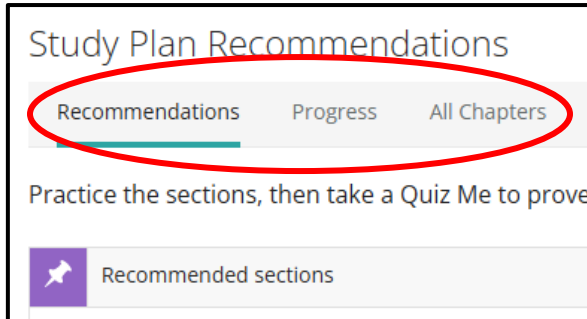 Study Plan Recommendations
Recommendations Progress All Chapters
Practice the sections, then take a Quiz Me to prove
Recommended sections